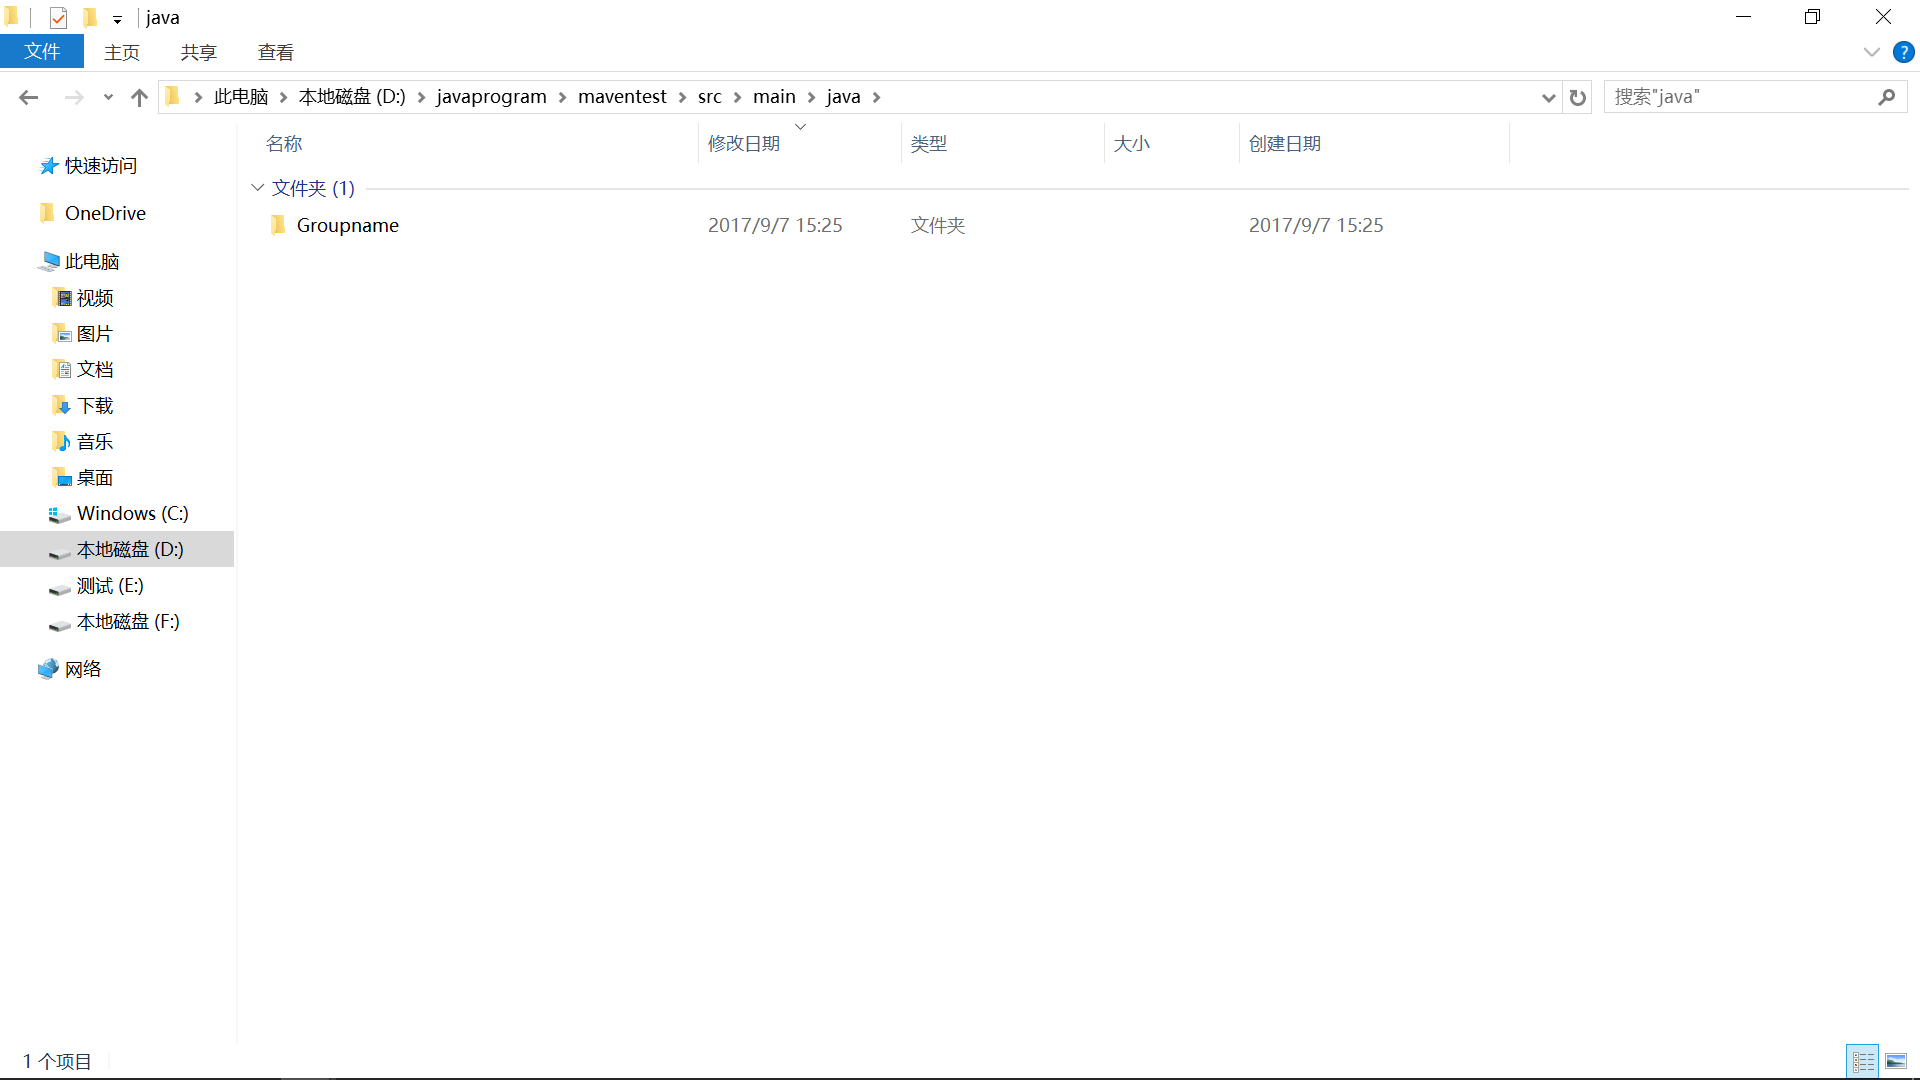 java
文件 主页 共享 查看
此电脑 本地磁盘 (D:) javaprogram maventest src main java
搜索"java"
名称 修改日期 类型 大小 创建日期
文件夹 (1)
Groupname 2017/9/7 15:25 文件夹 2017/9/7 15:25
快速访问
OneDrive
此电脑
视频
图片
文档
下载
音乐
桌面
Windows (C:)
本地磁盘 (D:)
测试 (E:)
本地磁盘 (F:)
网络
1 个项目